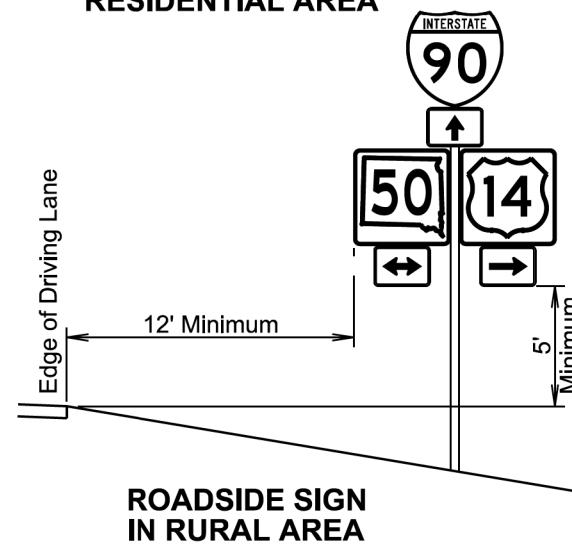 RESIDENTIAL AREA
INTERSTATE
90
50
14
Edge of Driving Lane
12' Minimum
5'
Minimum
ROADSIDE SIGN
IN RURAL AREA